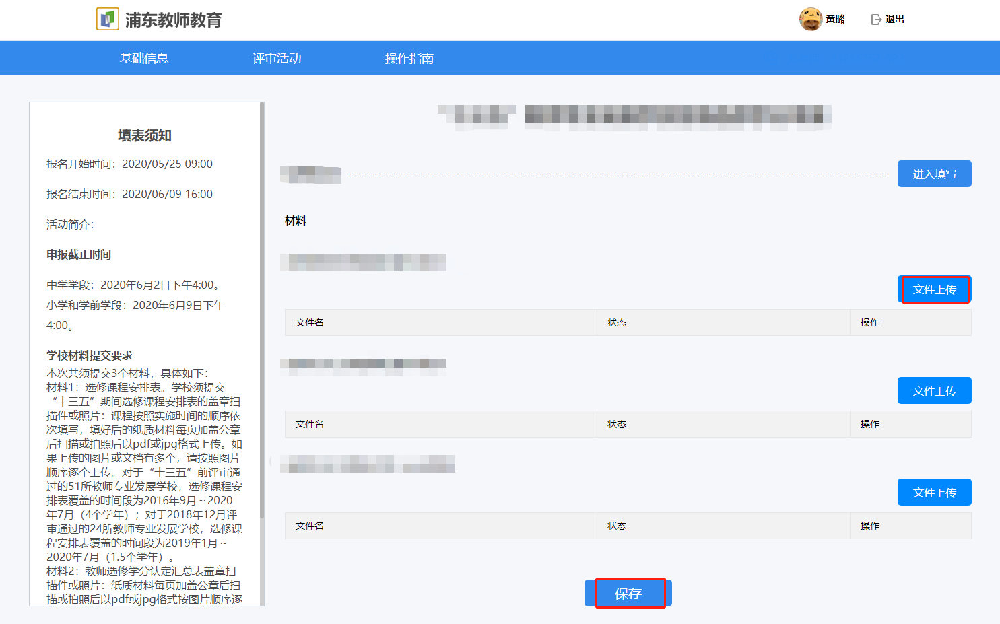 浦东教师教育
黄璐
退出
基础信息
评审活动
操作指南
填表须知
报名开始时间：2020/05/25 09:00
报名结束时间：2020/06/09 16:00
活动简介：
申报截止时间
中学学段：2020年6月2日下午4:00。
小学和学前学段：2020年6月9日下午
4:00。
学校材料提交要求
本次共须提交3个材料，具体如下：
材料1：选修课程安排表。学校须提交
“十三五”期间选修课程安排表的盖章扫
描件或照片：课程按照实施时间的顺序依
次填写，填好后的纸质材料每页加盖公章
后扫描或拍照后以pdf或jpg格式上传。如
果上传的图片或文档有多个，请按照图片
顺序逐个上传。对于“十三五”前评审通
过的51所教师专业发展学校，选修课程安
排表覆盖的时间段为2016年9月～2020
年7月（4个学年）；对于2018年12月评
审通过的24所教师专业发展学校，选修课
程安排表覆盖的时间段为2019年1月～
2020年7月（1.5个学年）。
材料2：教师选修学分认定汇总表盖章扫
描件或照片：纸质材料每页加盖公章后扫
描或拍照后以pdf或jpg格式按图片顺序逐
进入填写
材料
文件上传
文件名
状态
操作
文件上传
文件名
状态
操作
文件上传
文件名
状态
操作
保存